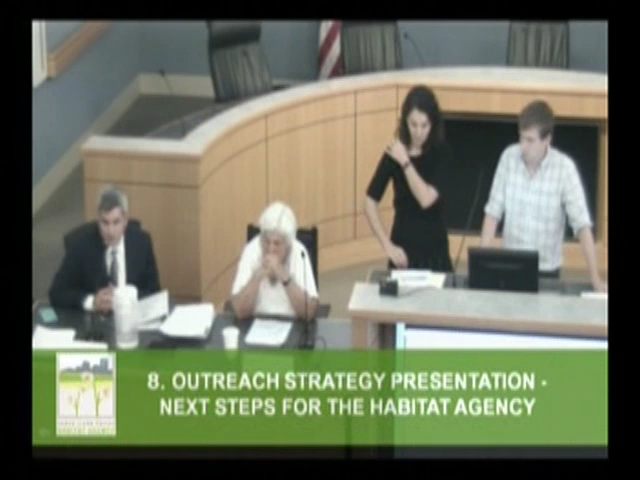 8. OUTREACH STRATEGY PRESENTATION -
NEXT STEPS FOR THE HABITAT AGENCY